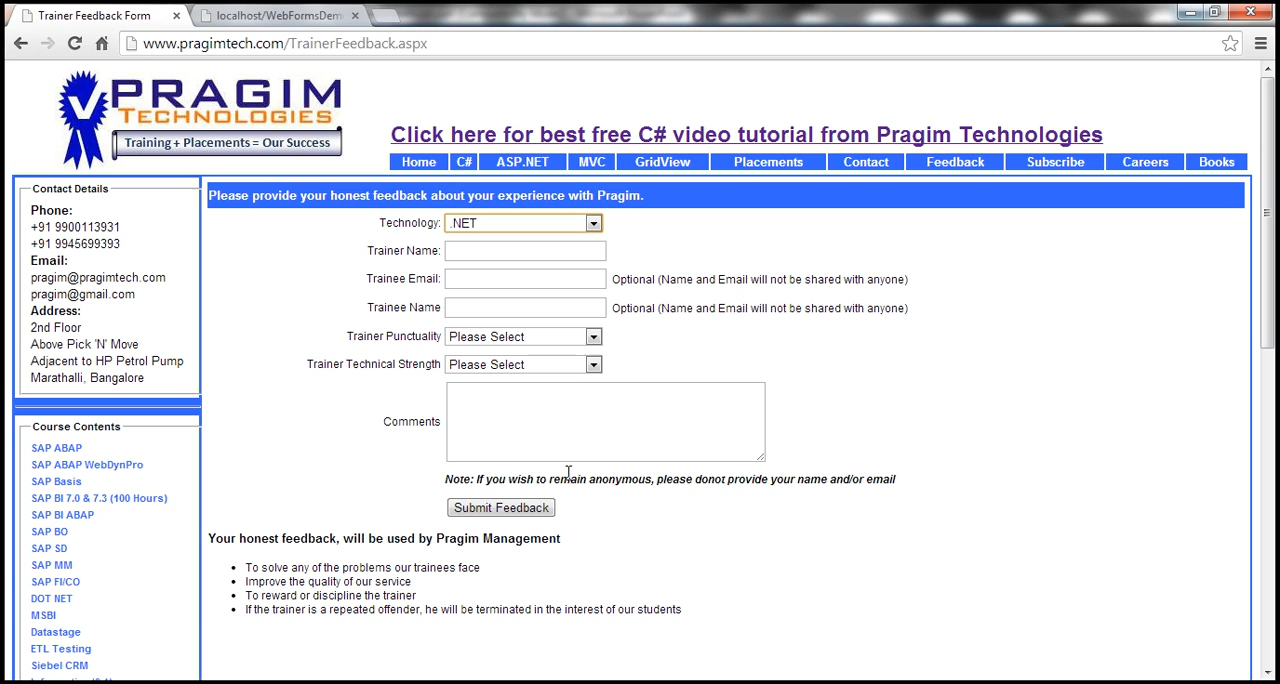 Trainer Feedback Form
localhost/WebFormsDem
www.pragimtech.com/TrainerFeedback.aspx
PRAGIM
TECHNOLOGIES
Training + Placements = Our Success
Click here for best free C# video tutorial from Pragim Technologies
Home C# ASP.NET MVC GridView Placements Contact Feedback Subscribe Careers Books
Contact Details
Phone:
+91 9900113931
+91 9945699393
Email:
pragim@pragimtech.com
pragim@gmail.com
Address:
2nd Floor
Above Pick 'N' Move
Adjacent to HP Petrol Pump
Marathalli, Bangalore
Course Contents
SAP ABAP
SAP ABAP WebDynPro
SAP Basis
SAP BI 7.0 & 7.3 (100 Hours)
SAP BI ABAP
SAP BO
SAP SD
SAP MM
SAP FI/CO
DOT NET
MSBI
Datastage
ETL Testing
Siebel CRM
Please provide your honest feedback about your experience with Pragim.
Technology: .NET
Trainer Name:
Trainee Email: Optional (Name and Email will not be shared with anyone)
Trainee Name Optional (Name and Email will not be shared with anyone)
Trainer Punctuality Please Select
Trainer Technical Strength Please Select
Comments
Note: If you wish to remain anonymous, please donot provide your name and/or email
Submit Feedback
Your honest feedback, will be used by Pragim Management
To solve any of the problems our trainees face
Improve the quality of our service
To reward or discipline the trainer
If the trainer is a repeated offender, he will be terminated in the interest of our students